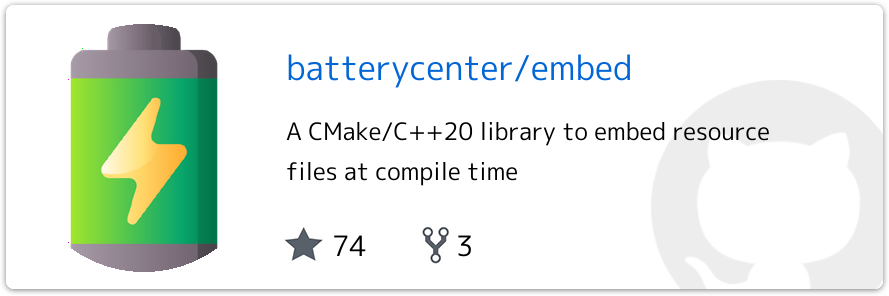 batterycenter/embed
A CMake/C++20 library to embed resource
files at compile time
74 3